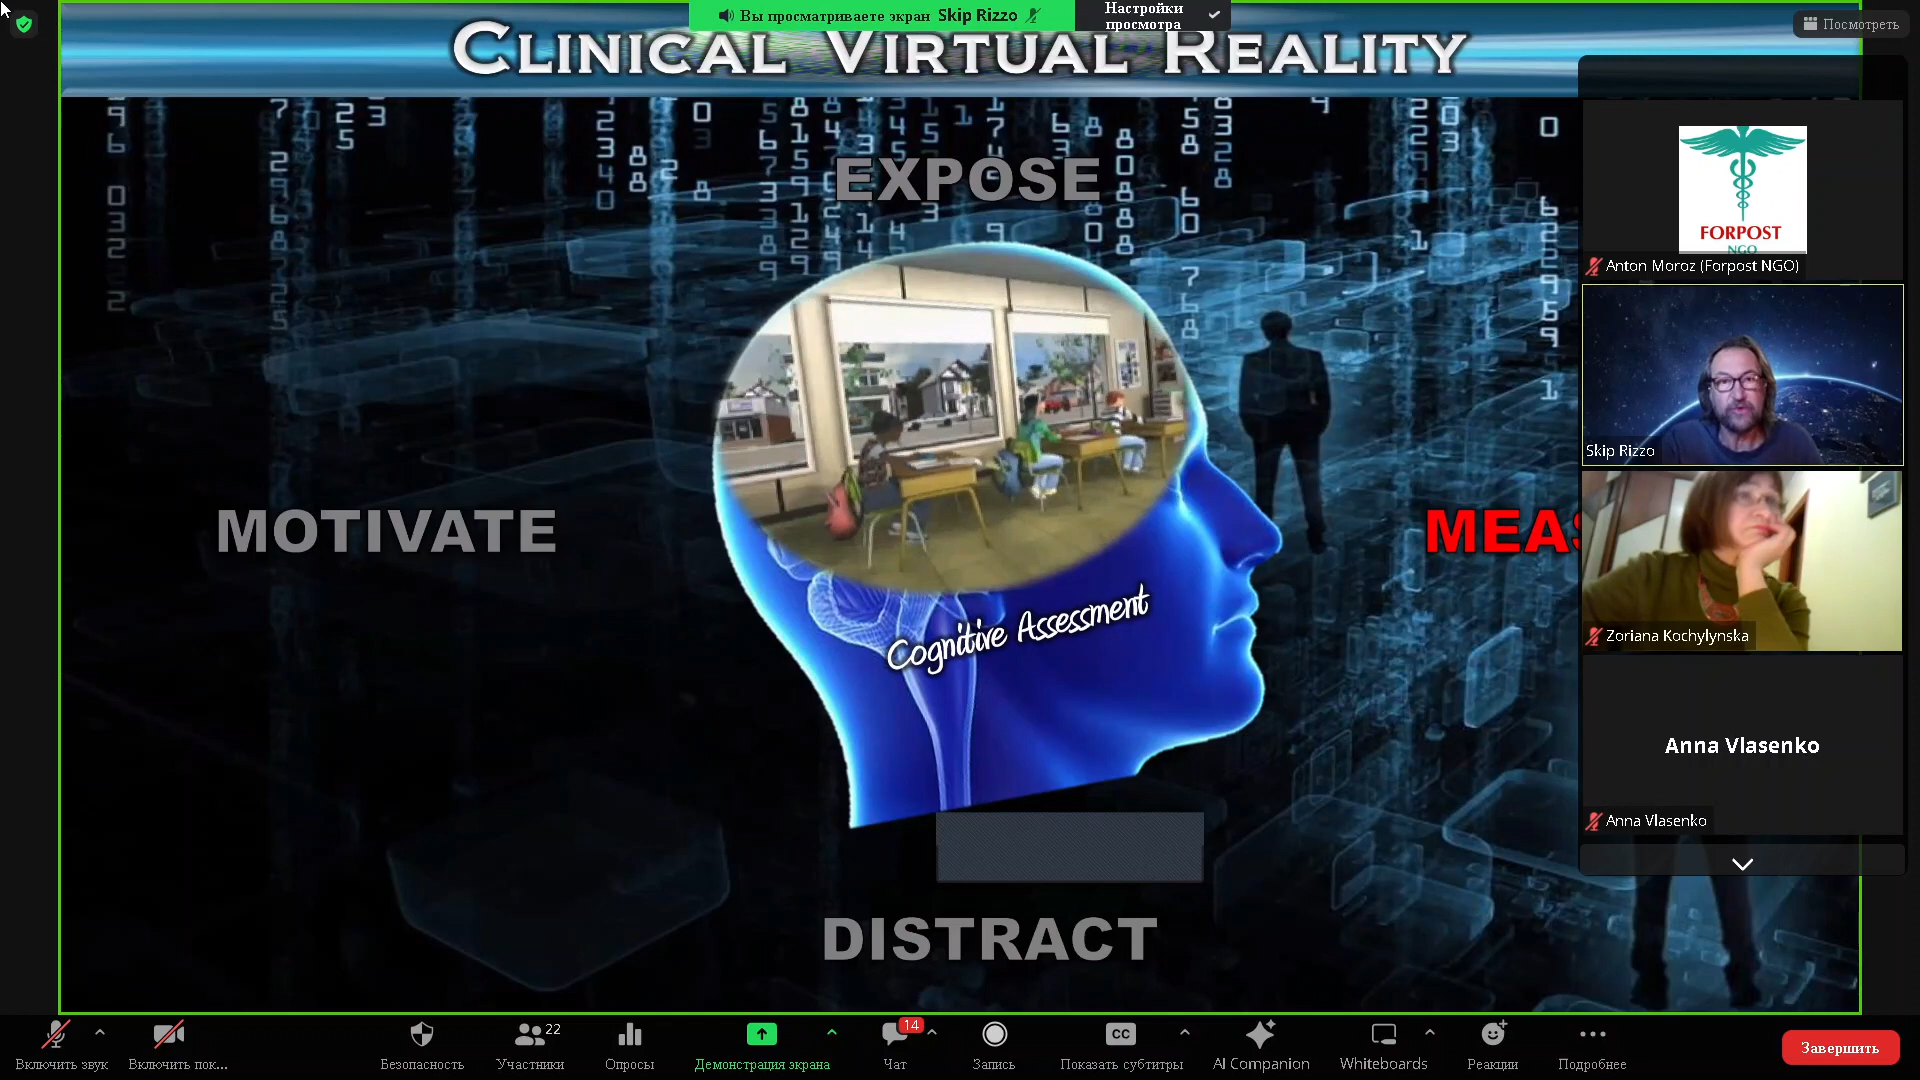 Вы просматриваете экран Skip Rizzo
Настройки
просмотра
Посмотреть
CLINICAL VIRTUAL REALITY
EXPOSE
MOTIVATE
MEAS
Cognitive Assessment
DISTRACT
FORPOST
NGO
Anton Moroz (Forpost NGO)
Skip Rizzo
Zoriana Kochylynska
Anna Vlasenko
Anna Vlasenko
Включить звук
Включить пок...
Безопасность
22
Участники
Опросы
Демонстрация экрана
14
Чат
Запись
CC
Показать субтитры
AI Companion
Whiteboards
Реакции
Подробнее
Завершить